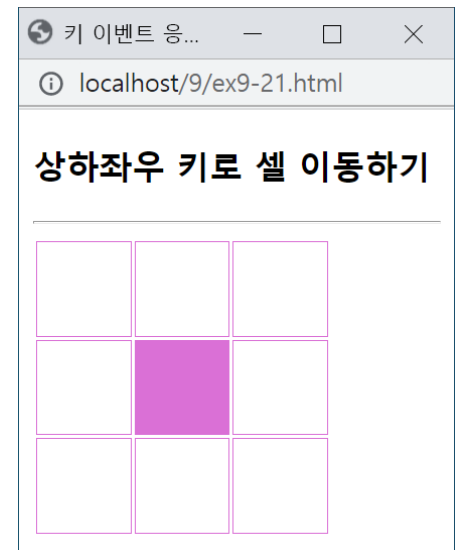 키 이벤트 응...
localhost/9/ex9-21.html
상하좌우 키로 셀 이동하기